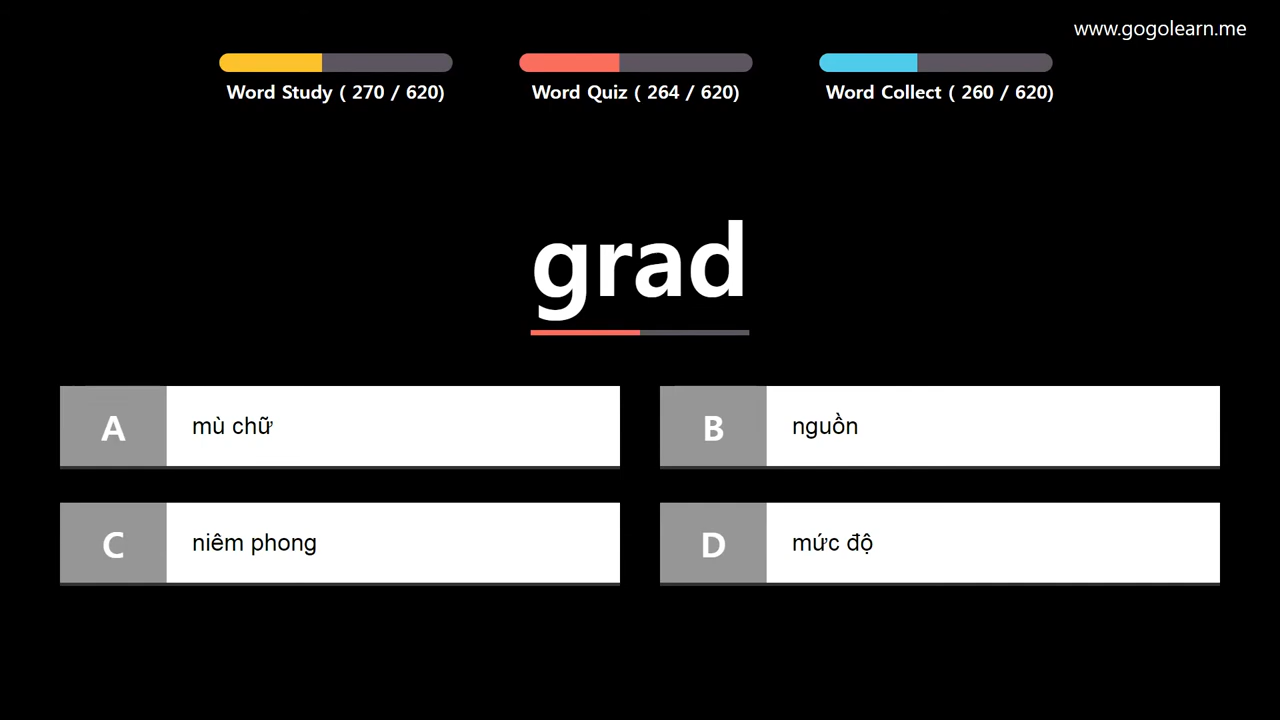 www.gogolearn.me
Word Study ( 270 / 620)
Word Quiz ( 264 / 620)
Word Collect ( 260 / 620)
grad
A
mù chữ
B
nguồn
C
niêm phong
D
mức độ